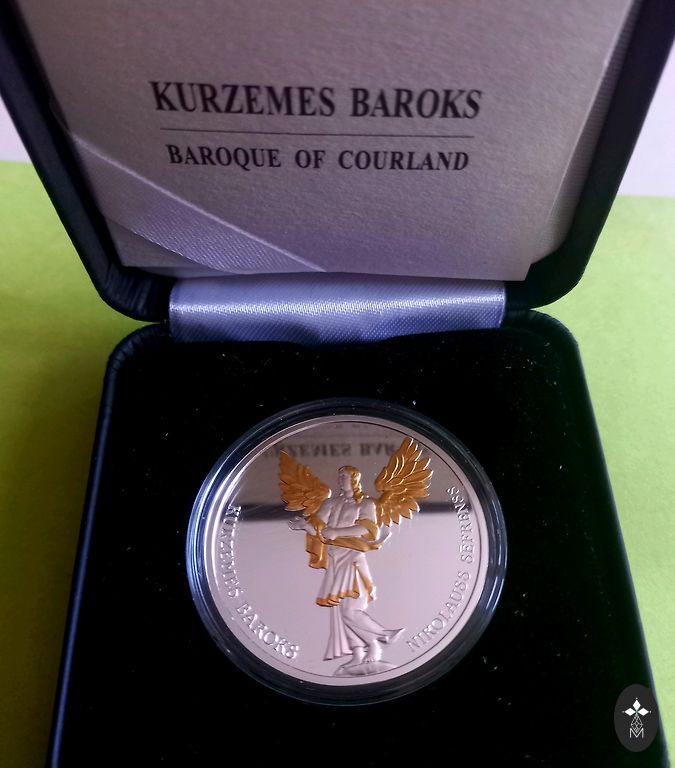 KURZEMES BAROKS
BAROQUE OF COURLAND
KURZEMES BAROKS
NIKOLAUSS SEFRENSS